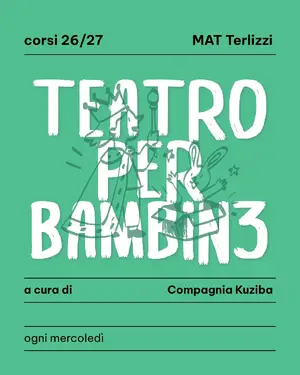 corsi 26/27 MAT Terlizzi
TEATRO
PER
BAMBIN3
a cura di Compagnia Kuziba
ogni mercoledì